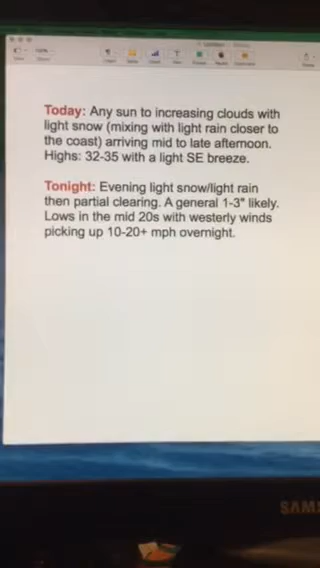 Today: Any sun to increasing clouds with
light snow (mixing with light rain closer to
the coast) arriving mid to late afternoon.
Highs: 32-35 with a light SE breeze.
Tonight: Evening light snow/light rain
then partial clearing. A general 1-3" likely.
Lows in the mid 20s with westerly winds
picking up 10-20+ mph overnight.